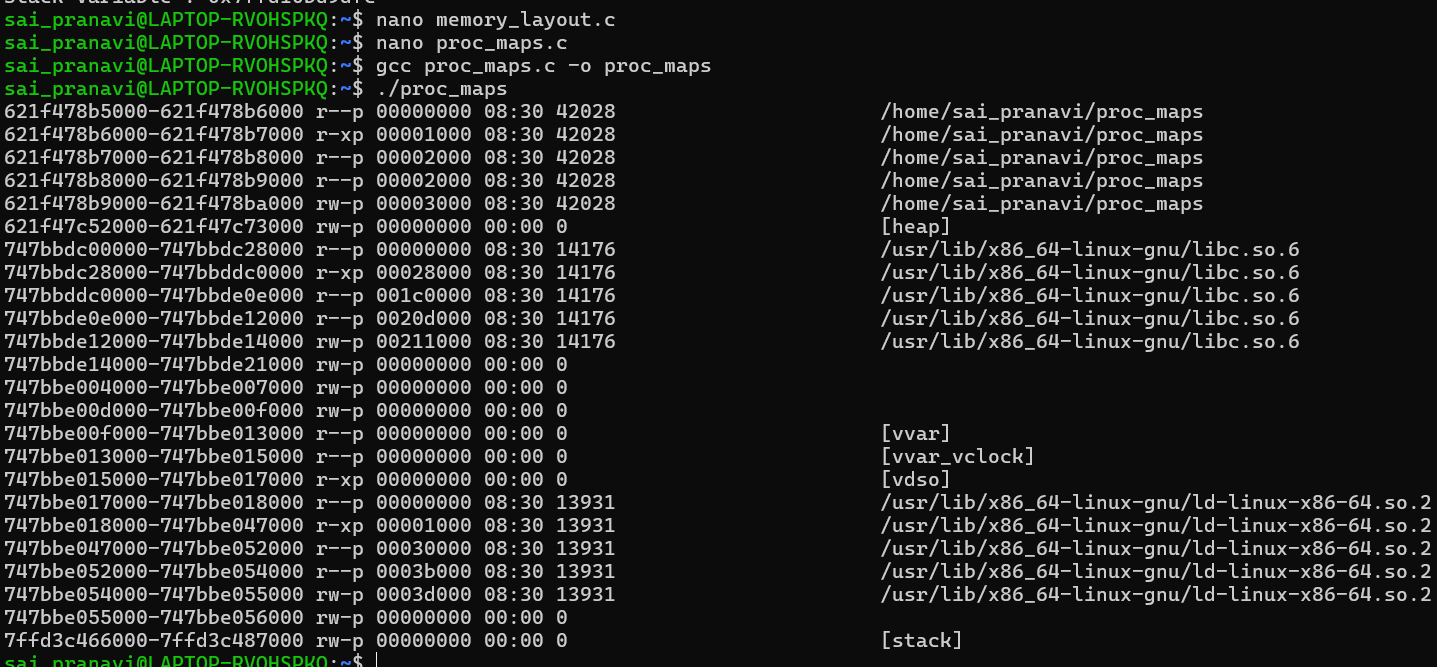 sai_pranavi@LAPTOP-RVOHSPKQ:~$ nano memory_layout.c
sai_pranavi@LAPTOP-RVOHSPKQ:~$ nano proc_maps.c
sai_pranavi@LAPTOP-RVOHSPKQ:~$ gcc proc_maps.c -o proc_maps
sai_pranavi@LAPTOP-RVOHSPKQ:~$ ./proc_maps
621f478b5000-621f478b6000 r--p 00000000 08:30 42028 /home/sai_pranavi/proc_maps
621f478b6000-621f478b7000 r-xp 00001000 08:30 42028 /home/sai_pranavi/proc_maps
621f478b7000-621f478b8000 r--p 00002000 08:30 42028 /home/sai_pranavi/proc_maps
621f478b8000-621f478b9000 r--p 00002000 08:30 42028 /home/sai_pranavi/proc_maps
621f478b9000-621f478ba000 rw-p 00003000 08:30 42028 /home/sai_pranavi/proc_maps
621f47c52000-621f47c73000 rw-p 00000000 00:00 0 [heap]
747bbdc00000-747bbdc28000 r--p 00000000 08:30 14176 /usr/lib/x86_64-linux-gnu/libc.so.6
747bbdc28000-747bbddc0000 r-xp 00028000 08:30 14176 /usr/lib/x86_64-linux-gnu/libc.so.6
747bbddc0000-747bbde0e000 r--p 001c0000 08:30 14176 /usr/lib/x86_64-linux-gnu/libc.so.6
747bbde0e000-747bbde12000 r--p 0020d000 08:30 14176 /usr/lib/x86_64-linux-gnu/libc.so.6
747bbde12000-747bbde14000 rw-p 00211000 08:30 14176 /usr/lib/x86_64-linux-gnu/libc.so.6
747bbde14000-747bbde21000 rw-p 00000000 00:00 0
747bbe004000-747bbe007000 rw-p 00000000 00:00 0
747bbe00d000-747bbe00f000 rw-p 00000000 00:00 0
747bbe00f000-747bbe013000 r--p 00000000 00:00 0 [vvar]
747bbe013000-747bbe015000 r--p 00000000 00:00 0 [vvar_vclock]
747bbe015000-747bbe017000 r-xp 00000000 00:00 0 [vdso]
747bbe017000-747bbe018000 r--p 00000000 08:30 13931 /usr/lib/x86_64-linux-gnu/ld-linux-x86-64.so.2
747bbe018000-747bbe047000 r-xp 00001000 08:30 13931 /usr/lib/x86_64-linux-gnu/ld-linux-x86-64.so.2
747bbe047000-747bbe052000 r--p 00030000 08:30 13931 /usr/lib/x86_64-linux-gnu/ld-linux-x86-64.so.2
747bbe052000-747bbe054000 r--p 0003b000 08:30 13931 /usr/lib/x86_64-linux-gnu/ld-linux-x86-64.so.2
747bbe054000-747bbe055000 rw-p 0003d000 08:30 13931 /usr/lib/x86_64-linux-gnu/ld-linux-x86-64.so.2
747bbe055000-747bbe056000 rw-p 00000000 00:00 0
7ffd3c466000-7ffd3c487000 rw-p 00000000 00:00 0 [stack]
sai_pranavi@LAPTOP-RVOHSPKQ:~$